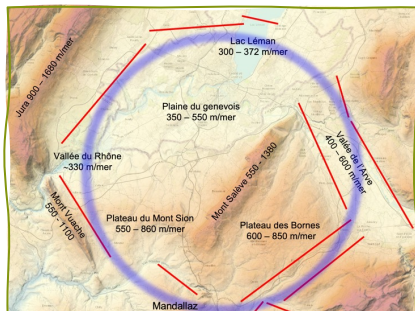 Lac Léman
300 – 372 m/mer
Jura 900 – 1680 m/mer
Plaine du genevois
350 – 550 m/mer
Vallée de l'Arve
400 – 600 m/mer
Vallée du Rhône
~330 m/mer
Mont Salève 550 - 1380
Mont Vuache
550 - 1100
Plateau du Mont Sion
550 – 860 m/mer
Plateau des Bornes
600 – 850 m/mer
Mandallaz